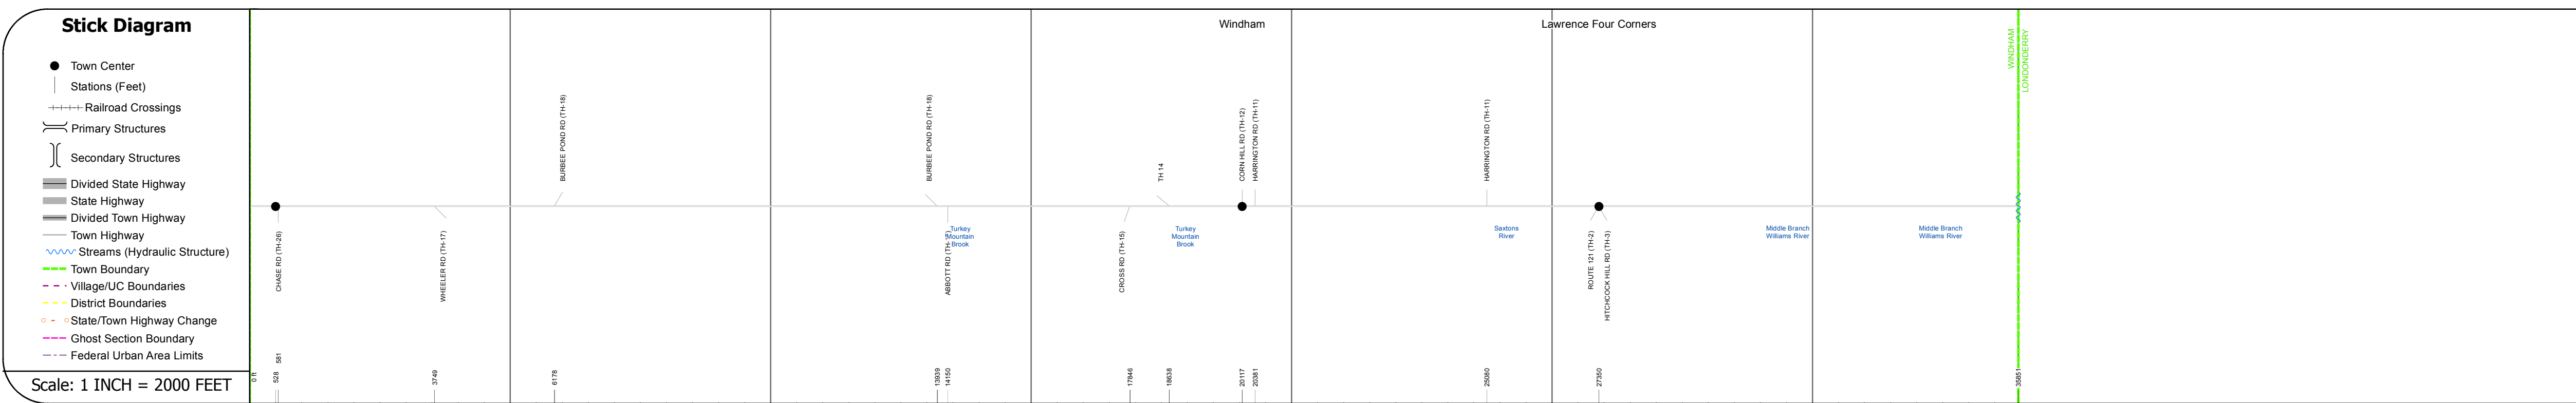 Stick Diagram
Town Center
Stations (Feet)
Railroad Crossings
Primary Structures
Secondary Structures
Divided State Highway
State Highway
Divided Town Highway
Town Highway
Streams (Hydraulic Structure)
Town Boundary
Village/UC Boundaries
District Boundaries
State/Town Highway Change
Ghost Section Boundary
Federal Urban Area Limits
Scale: 1 INCH = 2000 FEET
Windham
Lawrence Four Corners
WINDHAM
LONDONDERRY
BURBEE POND RD (TH-18)
BURBEE POND RD (TH-18)
TH 14
CORN HILL RD (TH-12)
HARRINGTON RD (TH-11)
HARRINGTON RD (TH-11)
CHASE RD (TH-26)
WHEELER RD (TH-17)
ABBOTT RD (TH-
Turkey
Mountain
Brook
CROSS RD (TH-15)
Turkey
Mountain
Brook
Saxtons
River
ROUTE 121 (TH-2)
HITCHCOCK HILL RD (TH-3)
Middle Branch
Williams River
Middle Branch
Williams River
0 ft
528
581
3749
6178
13939
14150
17846
18638
20117
20381
25080
27350
35851